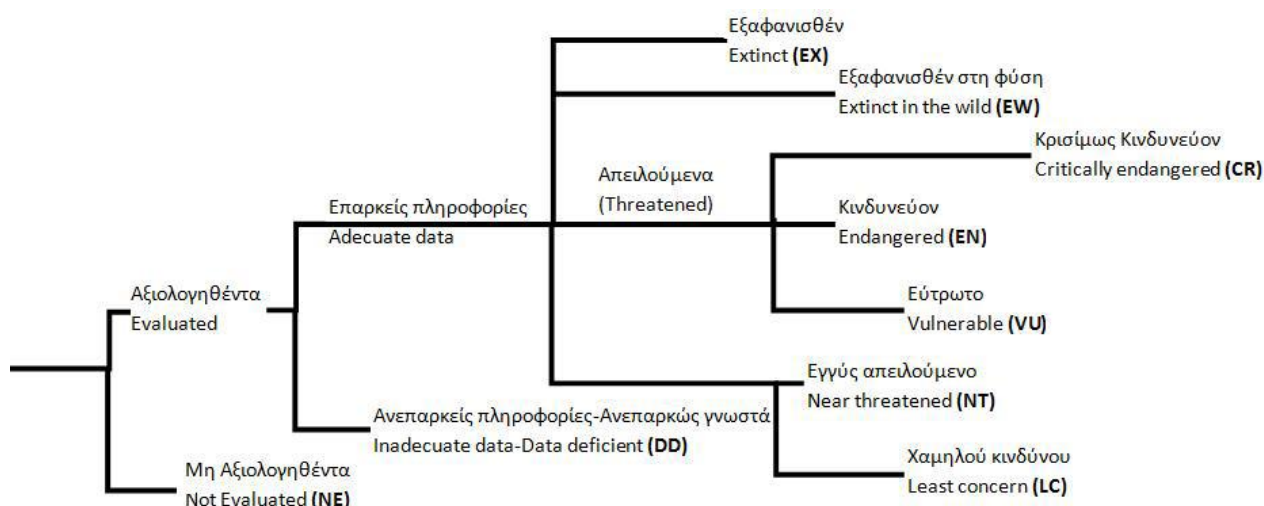 Εξαφανισθέν
Extinct (EX)
Εξαφανισθέν στη φύση
Extinct in the wild (EW)
Κρισίμως Κινδυνεύον
Critically endangered (CR)
Απειλούμενα
(Threatened)
Επαρκείς πληροφορίες
Adecuate data
Κινδυνεύον
Endangered (EN)
Αξιολογηθέντα
Evaluated
Εύτρωτο
Vulnerable (VU)
Εγγύς απειλούμενο
Near threatened (NT)
Ανεπαρκείς πληροφορίες-Ανεπαρκώς γνωστά
Inadecuate data-Data deficient (DD)
Χαμηλού κινδύνου
Least concern (LC)
Μη Αξιολογηθέντα
Not Evaluated (NE)